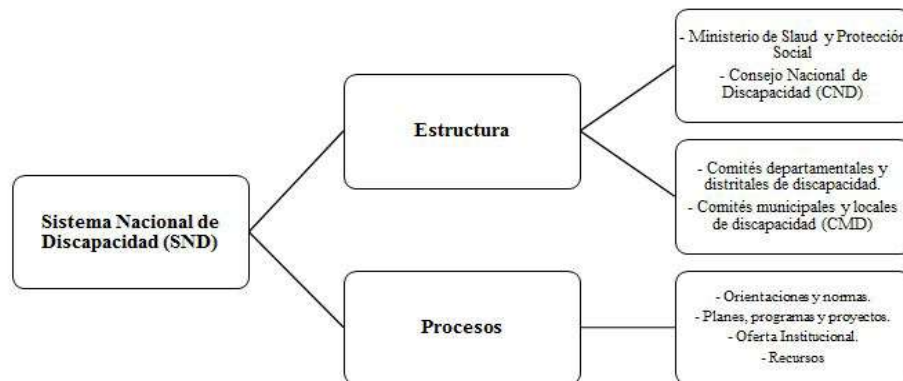 - Ministerio de Slaud y Protección
Social
- Consejo Nacional de
Discapacidad (CND)
Estructura
- Comités departamentales y
distritales de discapacidad.
- Comités municipales y locales
de discapacidad (CMD)
Sistema Nacional de
Discapacidad (SND)
Procesos
- Orientaciones y normas.
- Planes, programas y proyectos.
- Oferta Institucional.
- Recursos